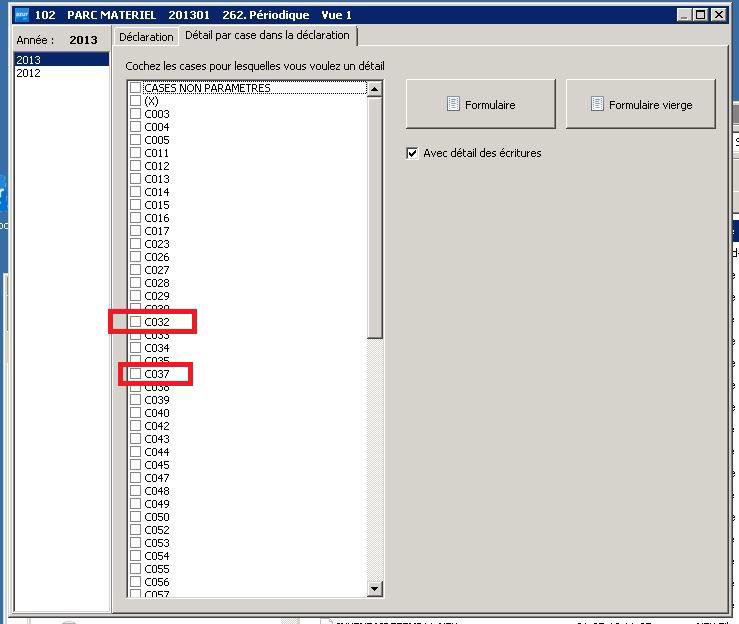 102 PARC MATERIEL 201301 262. Périodique Vue 1
Année : 2013
Déclaration
Détail par case dans la déclaration
2013
2012
Cochez les cases pour lesquelles vous voulez un détail
CASES NON PARAMETRES
(X)
C003
C004
C005
C011
C012
C013
C014
C015
C016
C017
C023
C026
C027
C028
C029
C030
C032
C033
C034
C035
C037
C038
C039
C040
C042
C043
C044
C045
C047
C048
C049
C050
C052
C053
C054
C055
C056
C057
Formulaire
Formulaire vierge
Avec détail des écritures